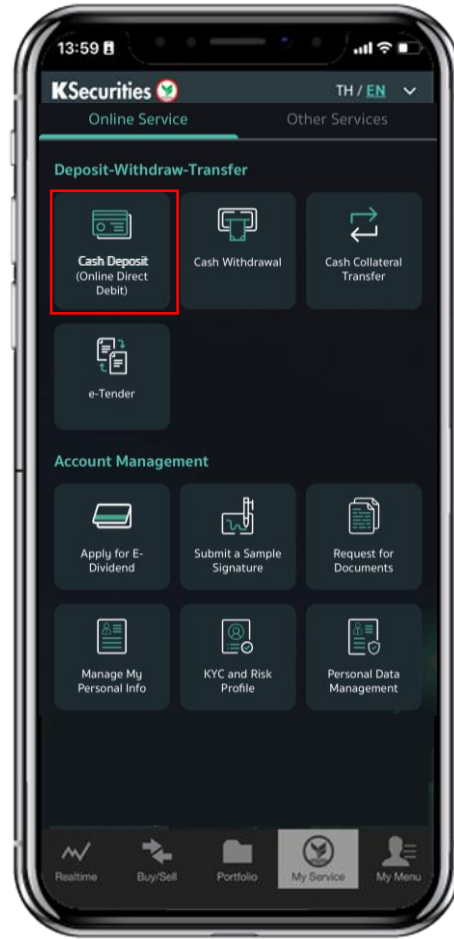 13:59
KSecurities
TH / EN
Online Service
Other Services
Deposit-Withdraw-Transfer
Cash Deposit
(Online Direct
Debit)
Cash Withdrawal
Cash Collateral
Transfer
e-Tender
Account Management
Apply for E-
Dividend
Submit a Sample
Signature
Request for
Documents
Manage My
Personal Info
KYC and Risk
Profile
Personal Data
Management
Realtime
Buy/Sell
Portfolio
My Service
My Menu